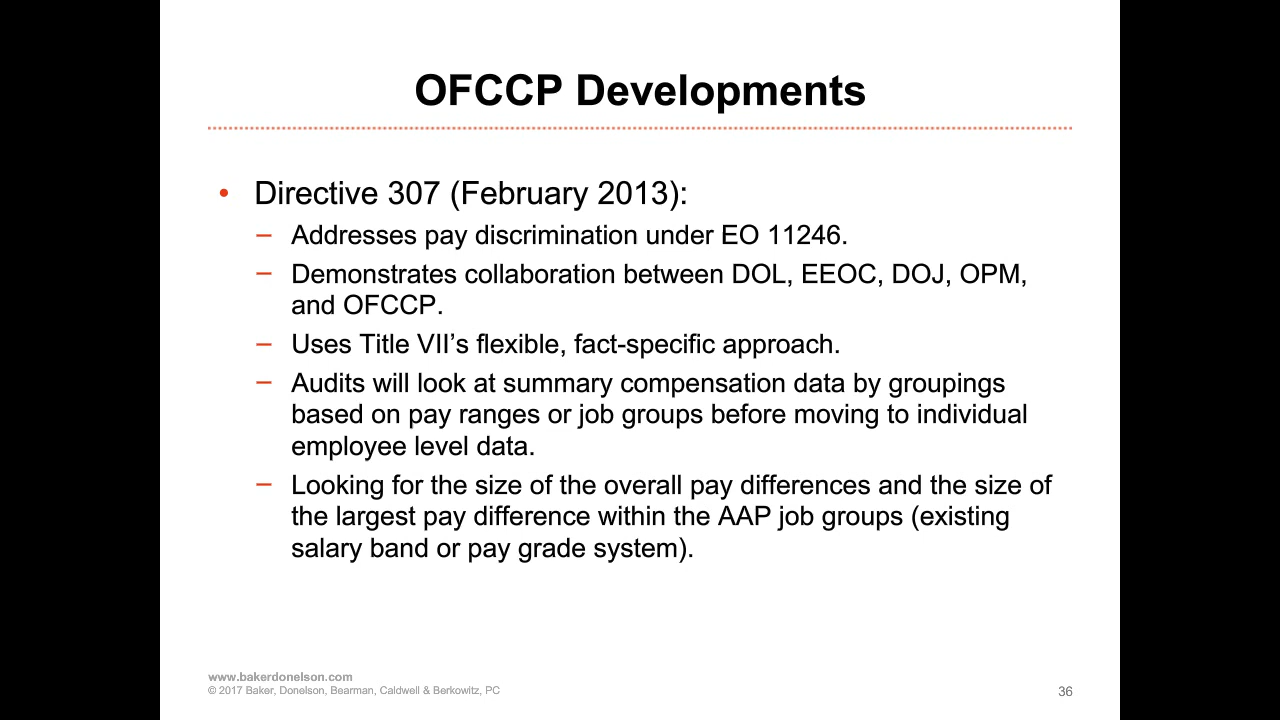 OFCCP Developments
• Directive 307 (February 2013):
– Addresses pay discrimination under EO 11246.
– Demonstrates collaboration between DOL, EEOC, DOJ, OPM,
and OFCCP.
– Uses Title VII’s flexible, fact-specific approach.
– Audits will look at summary compensation data by groupings
based on pay ranges or job groups before moving to individual
employee level data.
– Looking for the size of the overall pay differences and the size of
the largest pay difference within the AAP job groups (existing
salary band or pay grade system).
www.bakerdonelson.com
© 2017 Baker, Donelson, Bearman, Caldwell & Berkowitz, PC
36